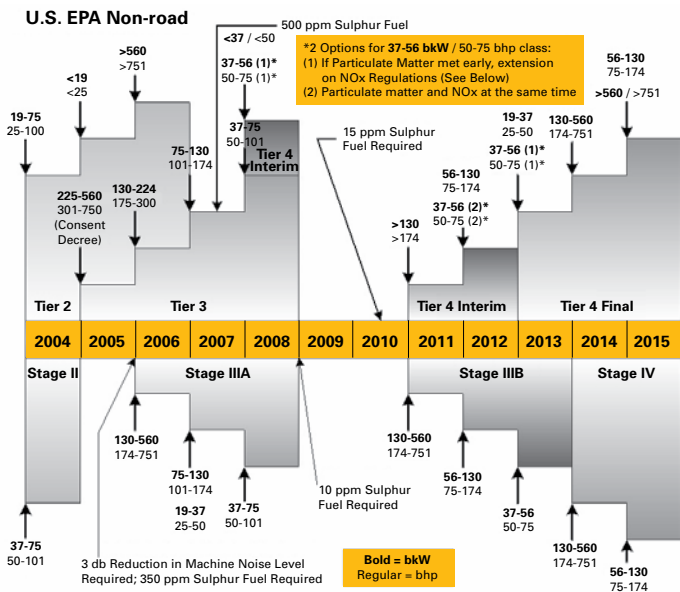 U.S. EPA Non-road
500 ppm Sulphur Fuel
<37 / <50
*2 Options for 37-56 bkW / 50-75 bhp class:
(1) If Particulate Matter met early, extension
on NOx Regulations (See Below)
(2) Particulate matter and NOx at the same time
>560
>751
<19
<25
19-75
25-100
37-56 (1)*
50-75 (1)*
75-130
101-174
37-75
50-101
Tier 4
Interim
225-560
301-750
(Consent
Decree)
130-224
175-300
15 ppm Sulphur
Fuel Required
56-130
75-174
>560 / >751
19-37
25-50
37-56 (1)*
50-75 (1)*
130-560
174-751
56-130
75-174
37-56 (2)*
50-75 (2)*
>130
>174
Tier 2
Tier 3
Tier 4 Interim
Tier 4 Final
2004 2005 2006 2007 2008 2009 2010 2011 2012 2013 2014 2015
Stage II
Stage IIIA
Stage IIIB
Stage IV
130-560
174-751
75-130
101-174
19-37
25-50
37-75
50-101
10 ppm Sulphur
Fuel Required
130-560
174-751
56-130
75-174
37-56
50-75
130-560
174-751
56-130
75-174
37-75
50-101
3 db Reduction in Machine Noise Level
Required; 350 ppm Sulphur Fuel Required
Bold = bkW
Regular = bhp